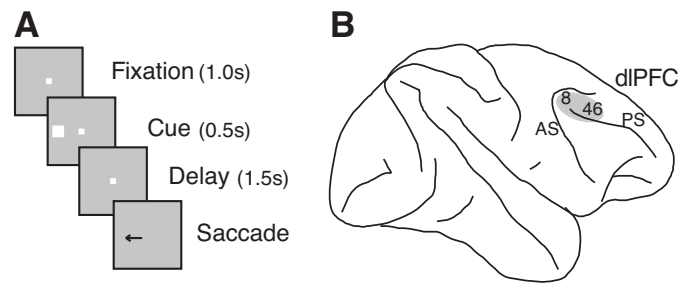 A
Fixation (1.0s)
Cue (0.5s)
Delay (1.5s)
Saccade
B
dlPFC
8
46
PS
AS